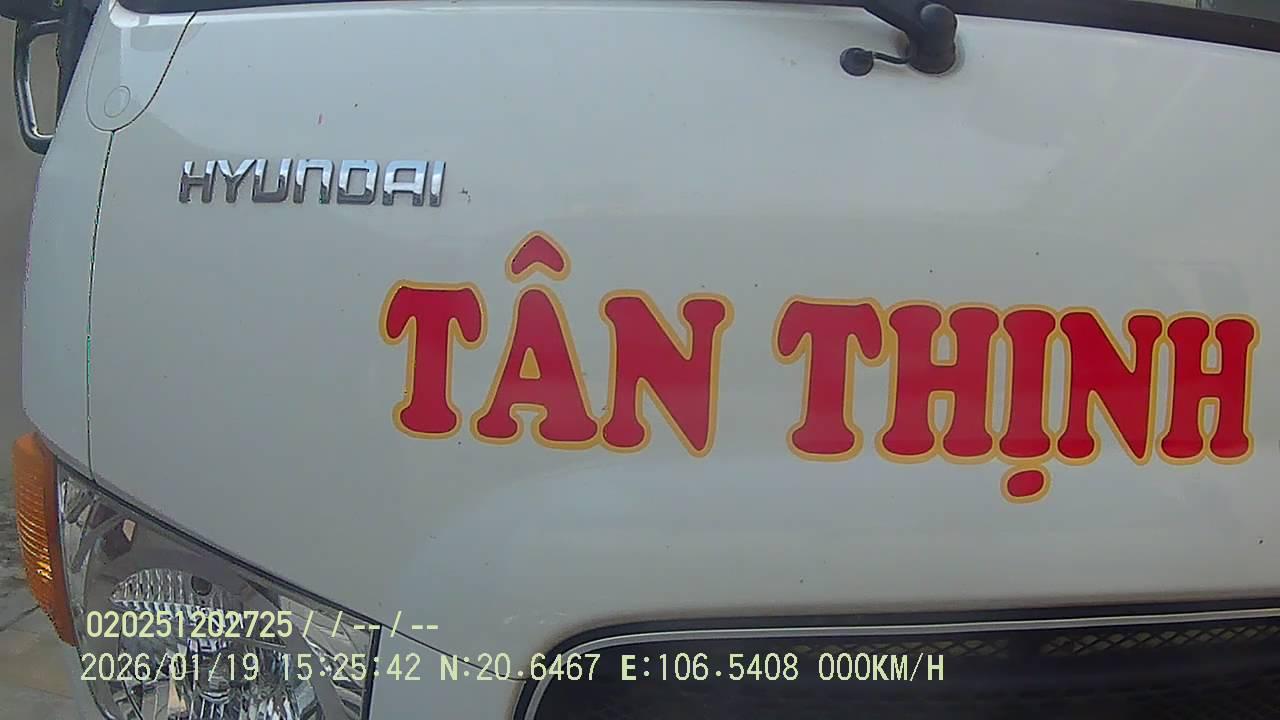 HYUNDAI
TÂN THỊNH
020251202725 / / -- / --
2026/01/19 15:25:42 N:20.6467 E:106.5408 000KM/H